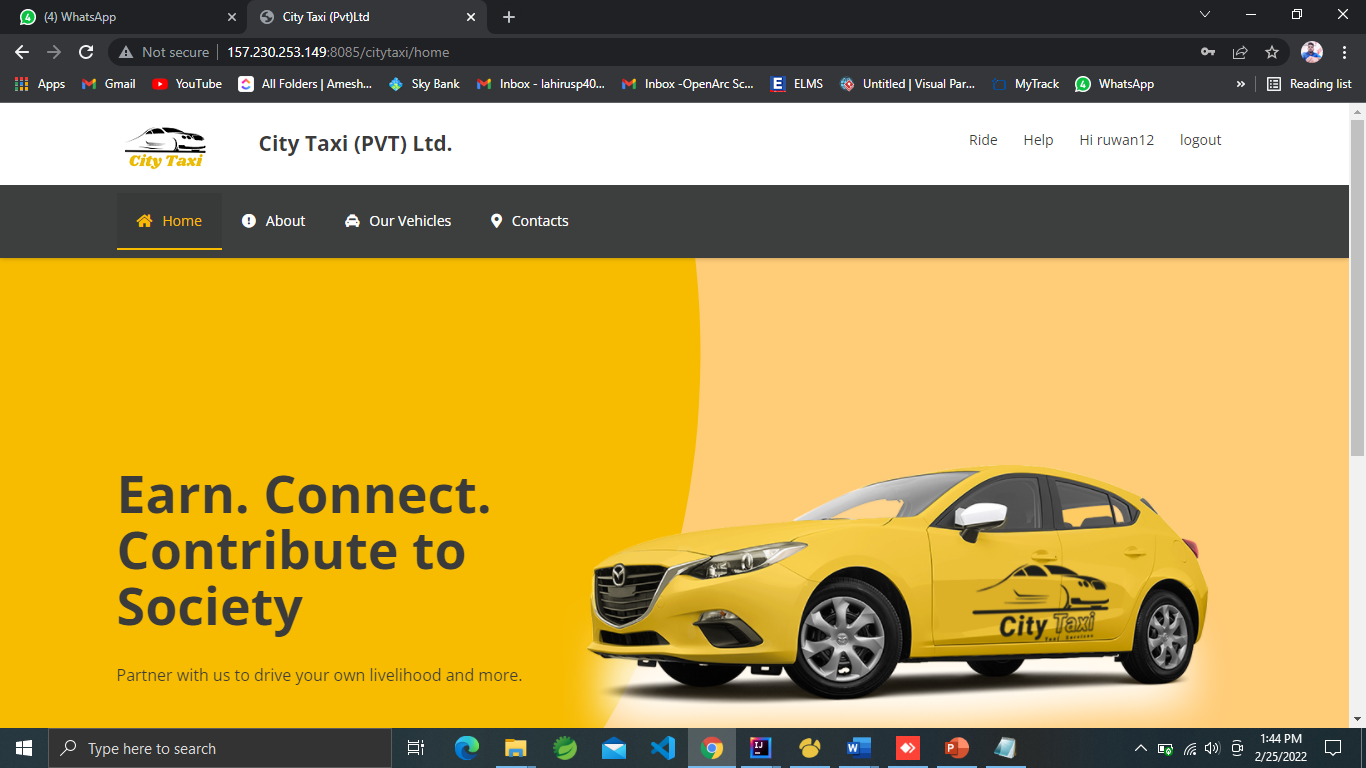 (4) WhatsApp
City Taxi (Pvt)Ltd
Not secure
157.230.253.149:8085/citytaxi/home
Apps
Gmail
YouTube
All Folders | Amesh...
Sky Bank
Inbox - lahirusp40...
Inbox -OpenArc Sc...
ELMS
Untitled | Visual Par...
MyTrack
WhatsApp
»
Reading list
City Taxi
City Taxi (PVT) Ltd.
Ride
Help
Hi ruwan12
logout
Home
About
Our Vehicles
Contacts
Earn. Connect.
Contribute to
Society
Partner with us to drive your own livelihood and more.
City Taxi
Taxi - Services
Type here to search
1:44 PM
2/25/2022